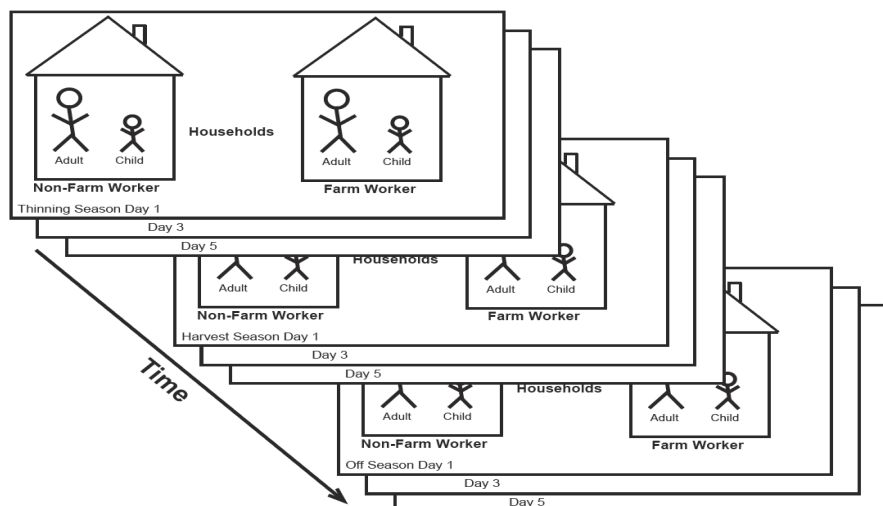 Households
Adult Child
Adult Child
Non-Farm Worker
Farm Worker
Thinning Season Day 1
Day 3
Day 5
Households
Adult Child
Adult Child
Non-Farm Worker
Farm Worker
Harvest Season Day 1
Day 3
Day 5
Households
Adult Child
Adult Child
Non-Farm Worker
Farm Worker
Off Season Day 1
Day 3
Day 5
Time